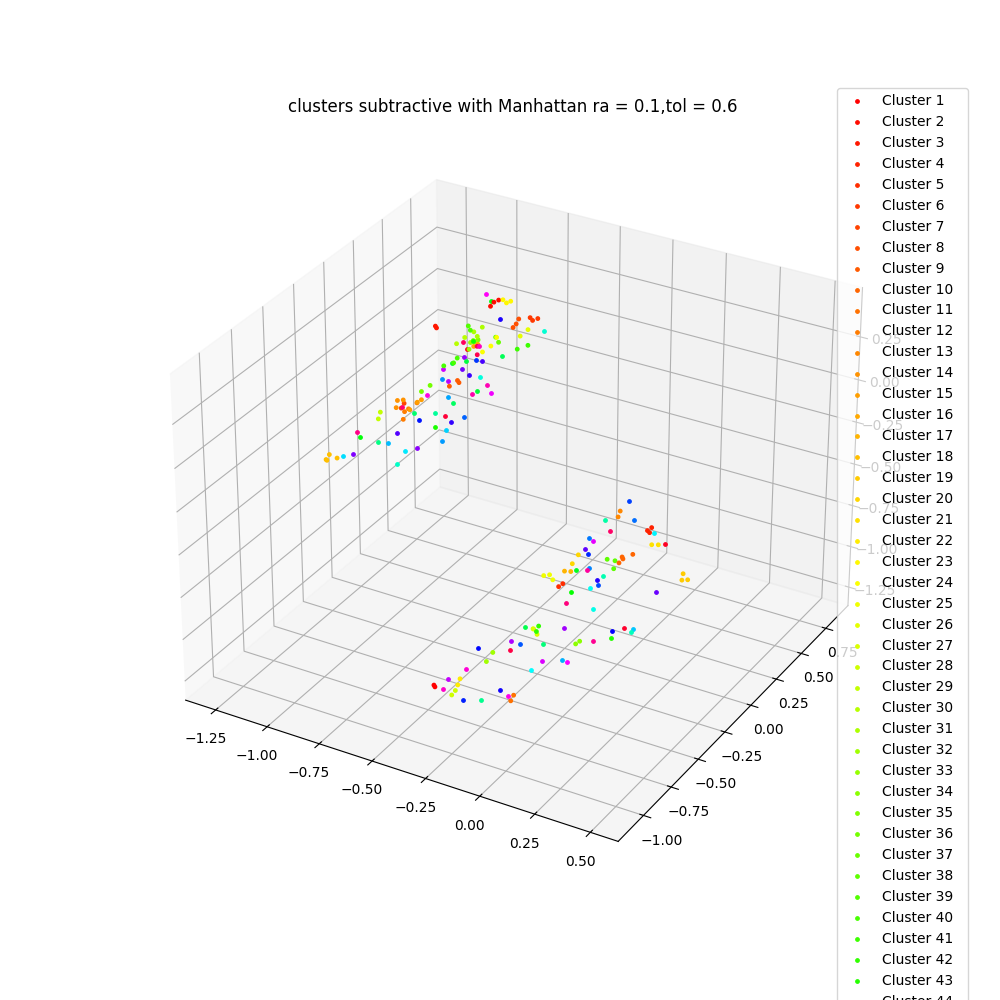 clusters subtractive with Manhattan ra = 0.1,tol = 0.6
Cluster 1
Cluster 2
Cluster 3
Cluster 4
Cluster 5
Cluster 6
Cluster 7
Cluster 8
Cluster 9
Cluster 10
Cluster 11
Cluster 12
Cluster 13
Cluster 14
Cluster 15
Cluster 16
Cluster 17
Cluster 18
Cluster 19
Cluster 20
Cluster 21
Cluster 22
Cluster 23
Cluster 24
Cluster 25
Cluster 26
Cluster 27
Cluster 28
Cluster 29
Cluster 30
Cluster 31
Cluster 32
Cluster 33
Cluster 34
Cluster 35
Cluster 36
Cluster 37
Cluster 38
Cluster 39
Cluster 40
Cluster 41
Cluster 42
Cluster 43
Cluster 44
0.25
0.00
−0.25
−0.50
−0.75
−1.00
−1.25
0.75
0.50
0.25
0.00
−0.25
−0.50
−0.75
−1.00
−1.25
−1.00
−0.75
−0.50
−0.25
0.00
0.25
0.50